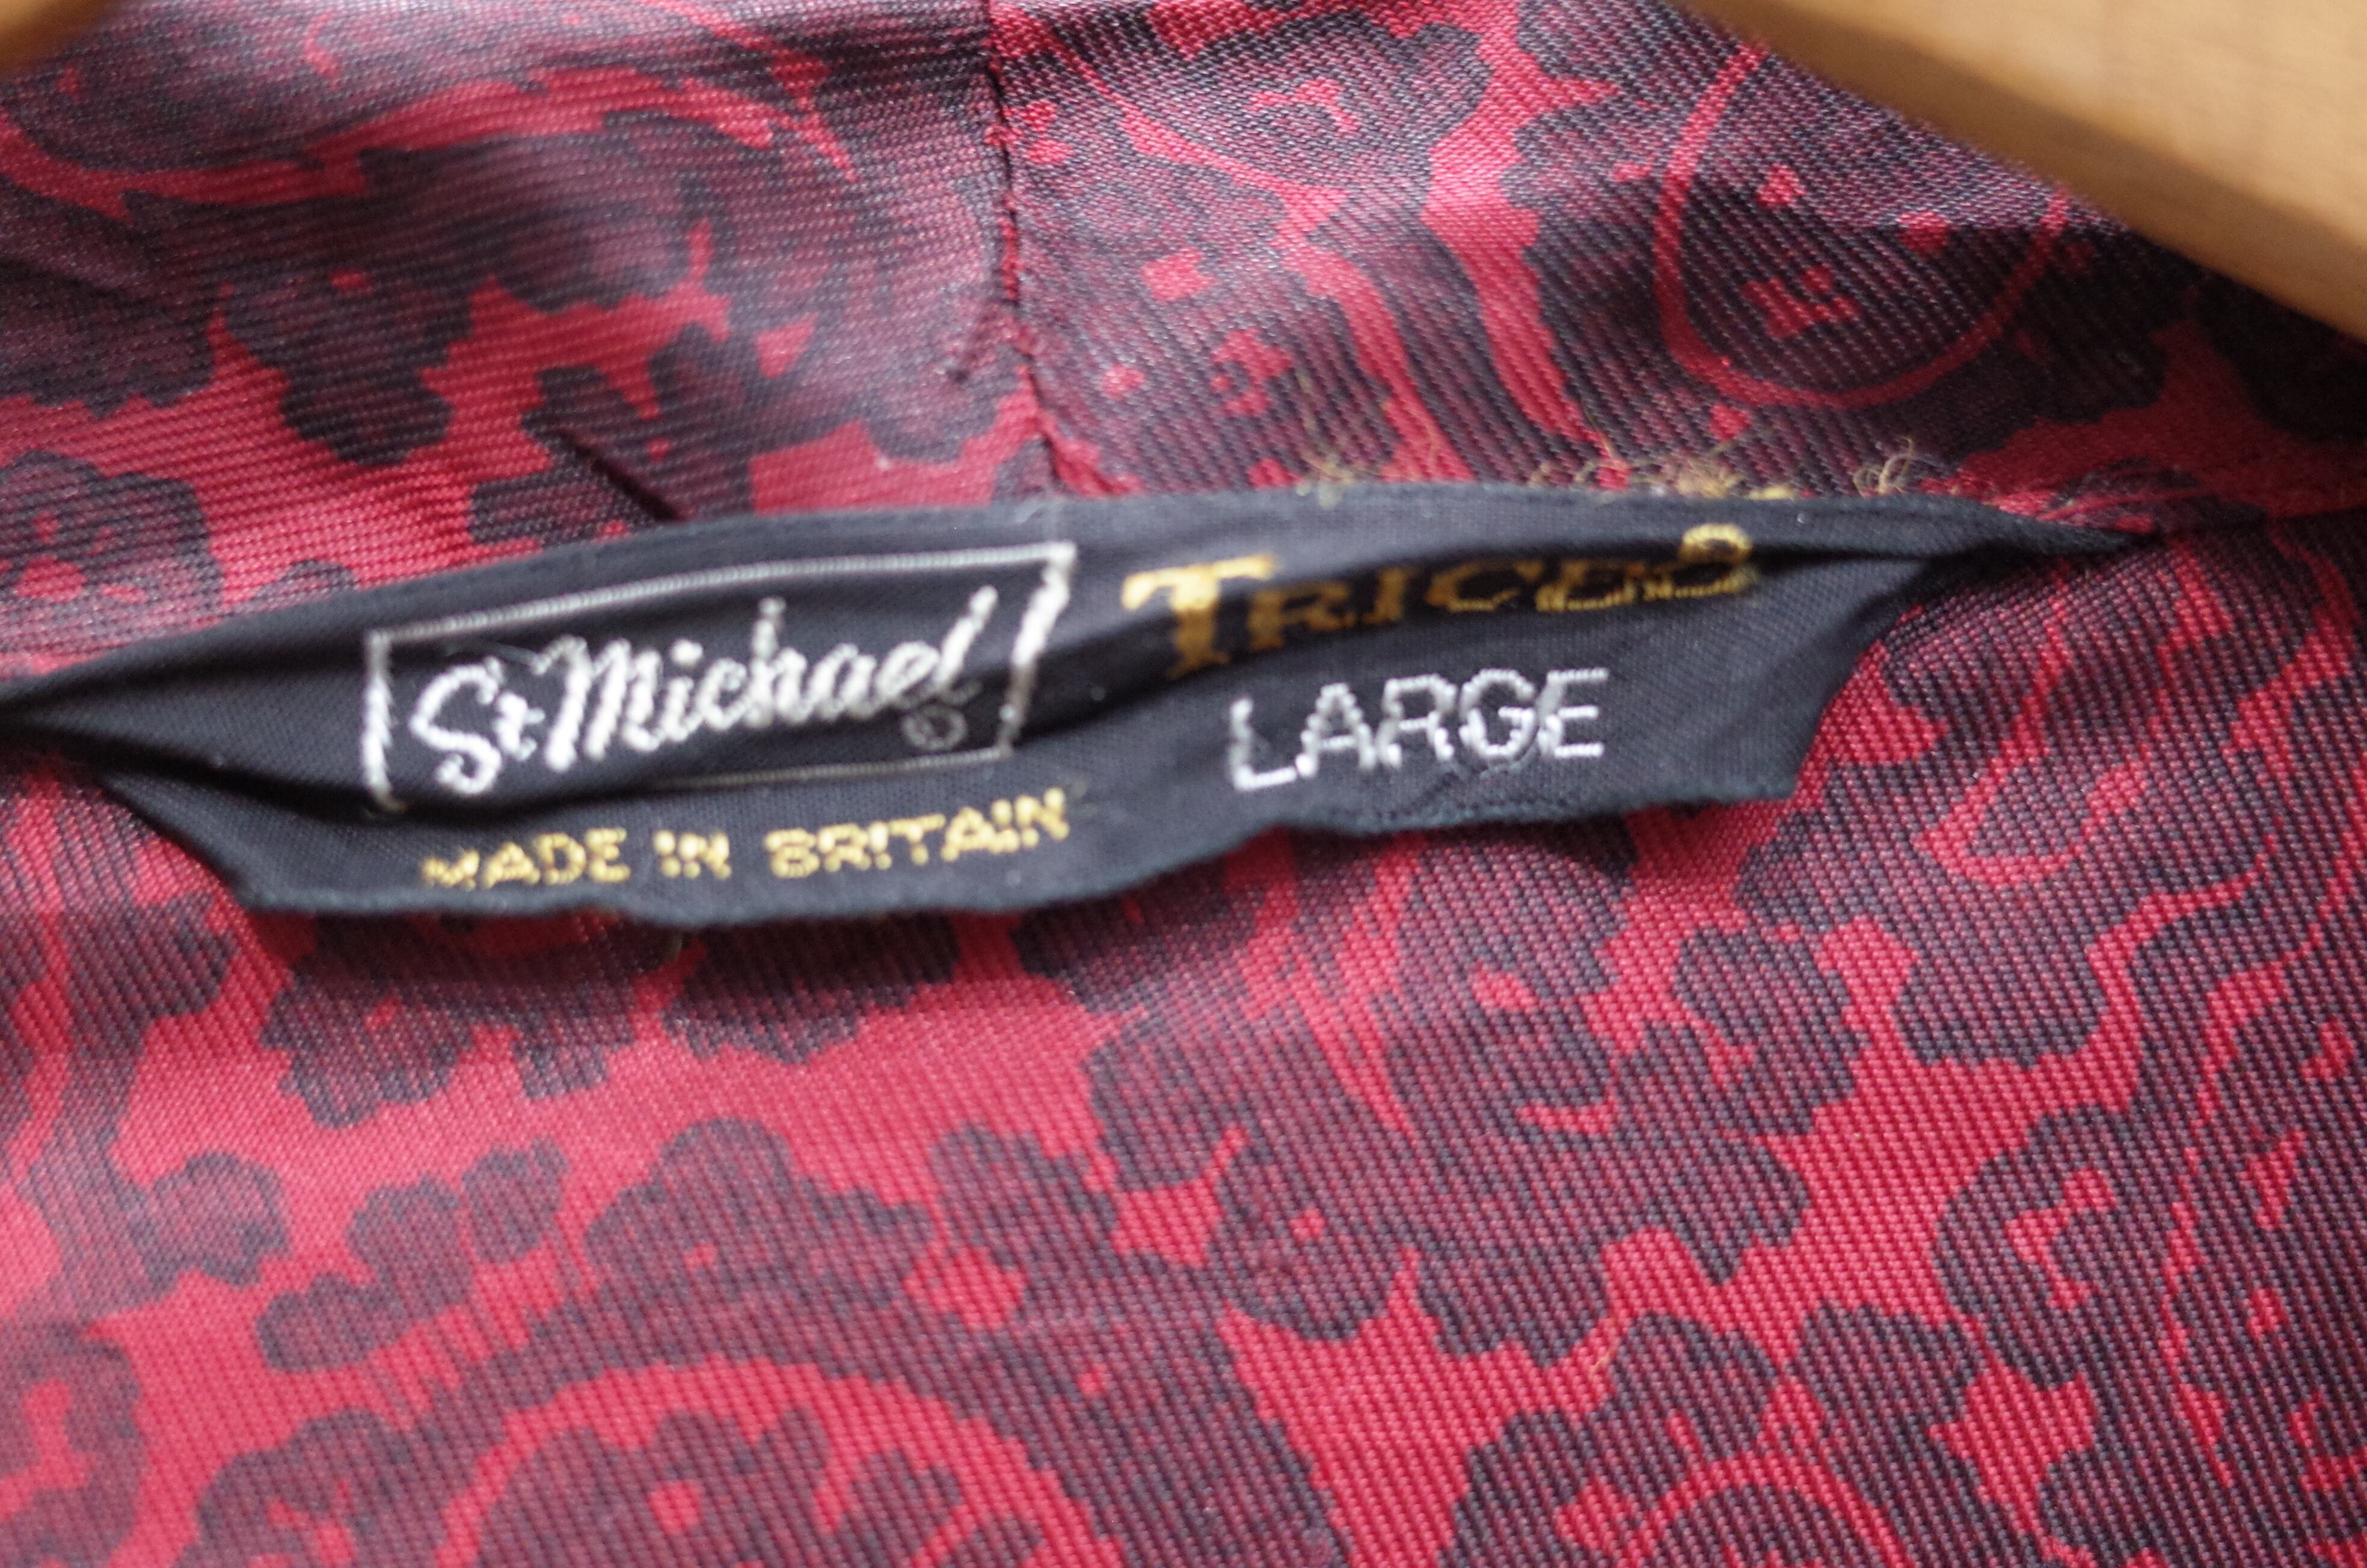 St Michael®
TRICEL
LARGE
MADE IN BRITAIN